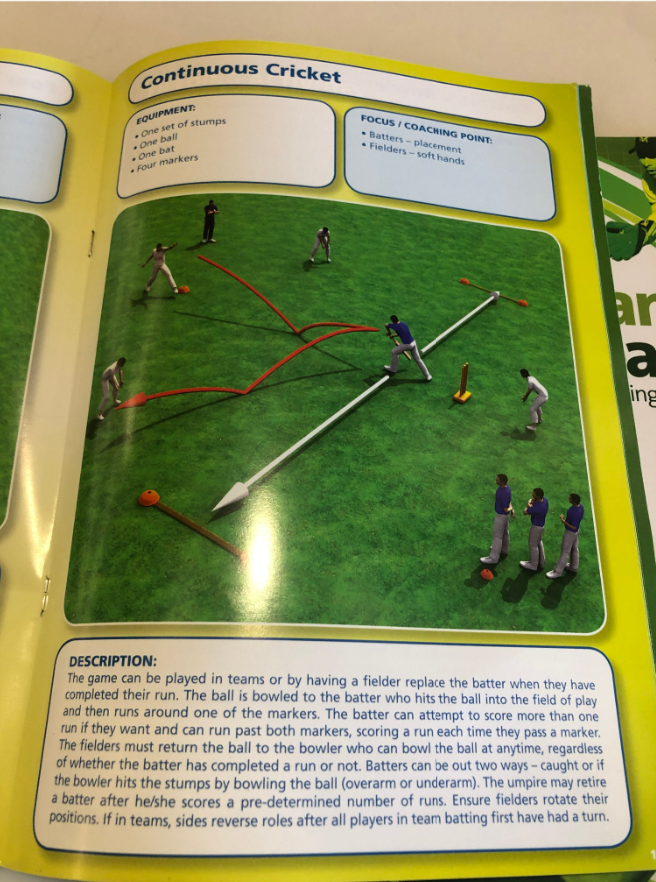 Continuous Cricket
EQUIPMENT:
• One set of stumps
• One ball
• One bat
• Four markers
FOCUS / COACHING POINT:
• Batters – placement
• Fielders – soft hands
DESCRIPTION:
The game can be played in teams or by having a fielder replace the batter when they have
completed their run. The ball is bowled to the batter who hits the ball into the field of play
and then runs around one of the markers. The batter can attempt to score more than one
run if they want and can run past both markers, scoring a run each time they pass a marker.
The fielders must return the ball to the bowler who can bowl the ball at anytime, regardless
of whether the batter has completed a run or not. Batters can be out two ways – caught or if
the bowler hits the stumps by bowling the ball (overarm or underarm). The umpire may retire
a batter after he/she scores a pre-determined number of runs. Ensure fielders rotate their
positions. If in teams, sides reverse roles after all players in team batting first have had a turn.